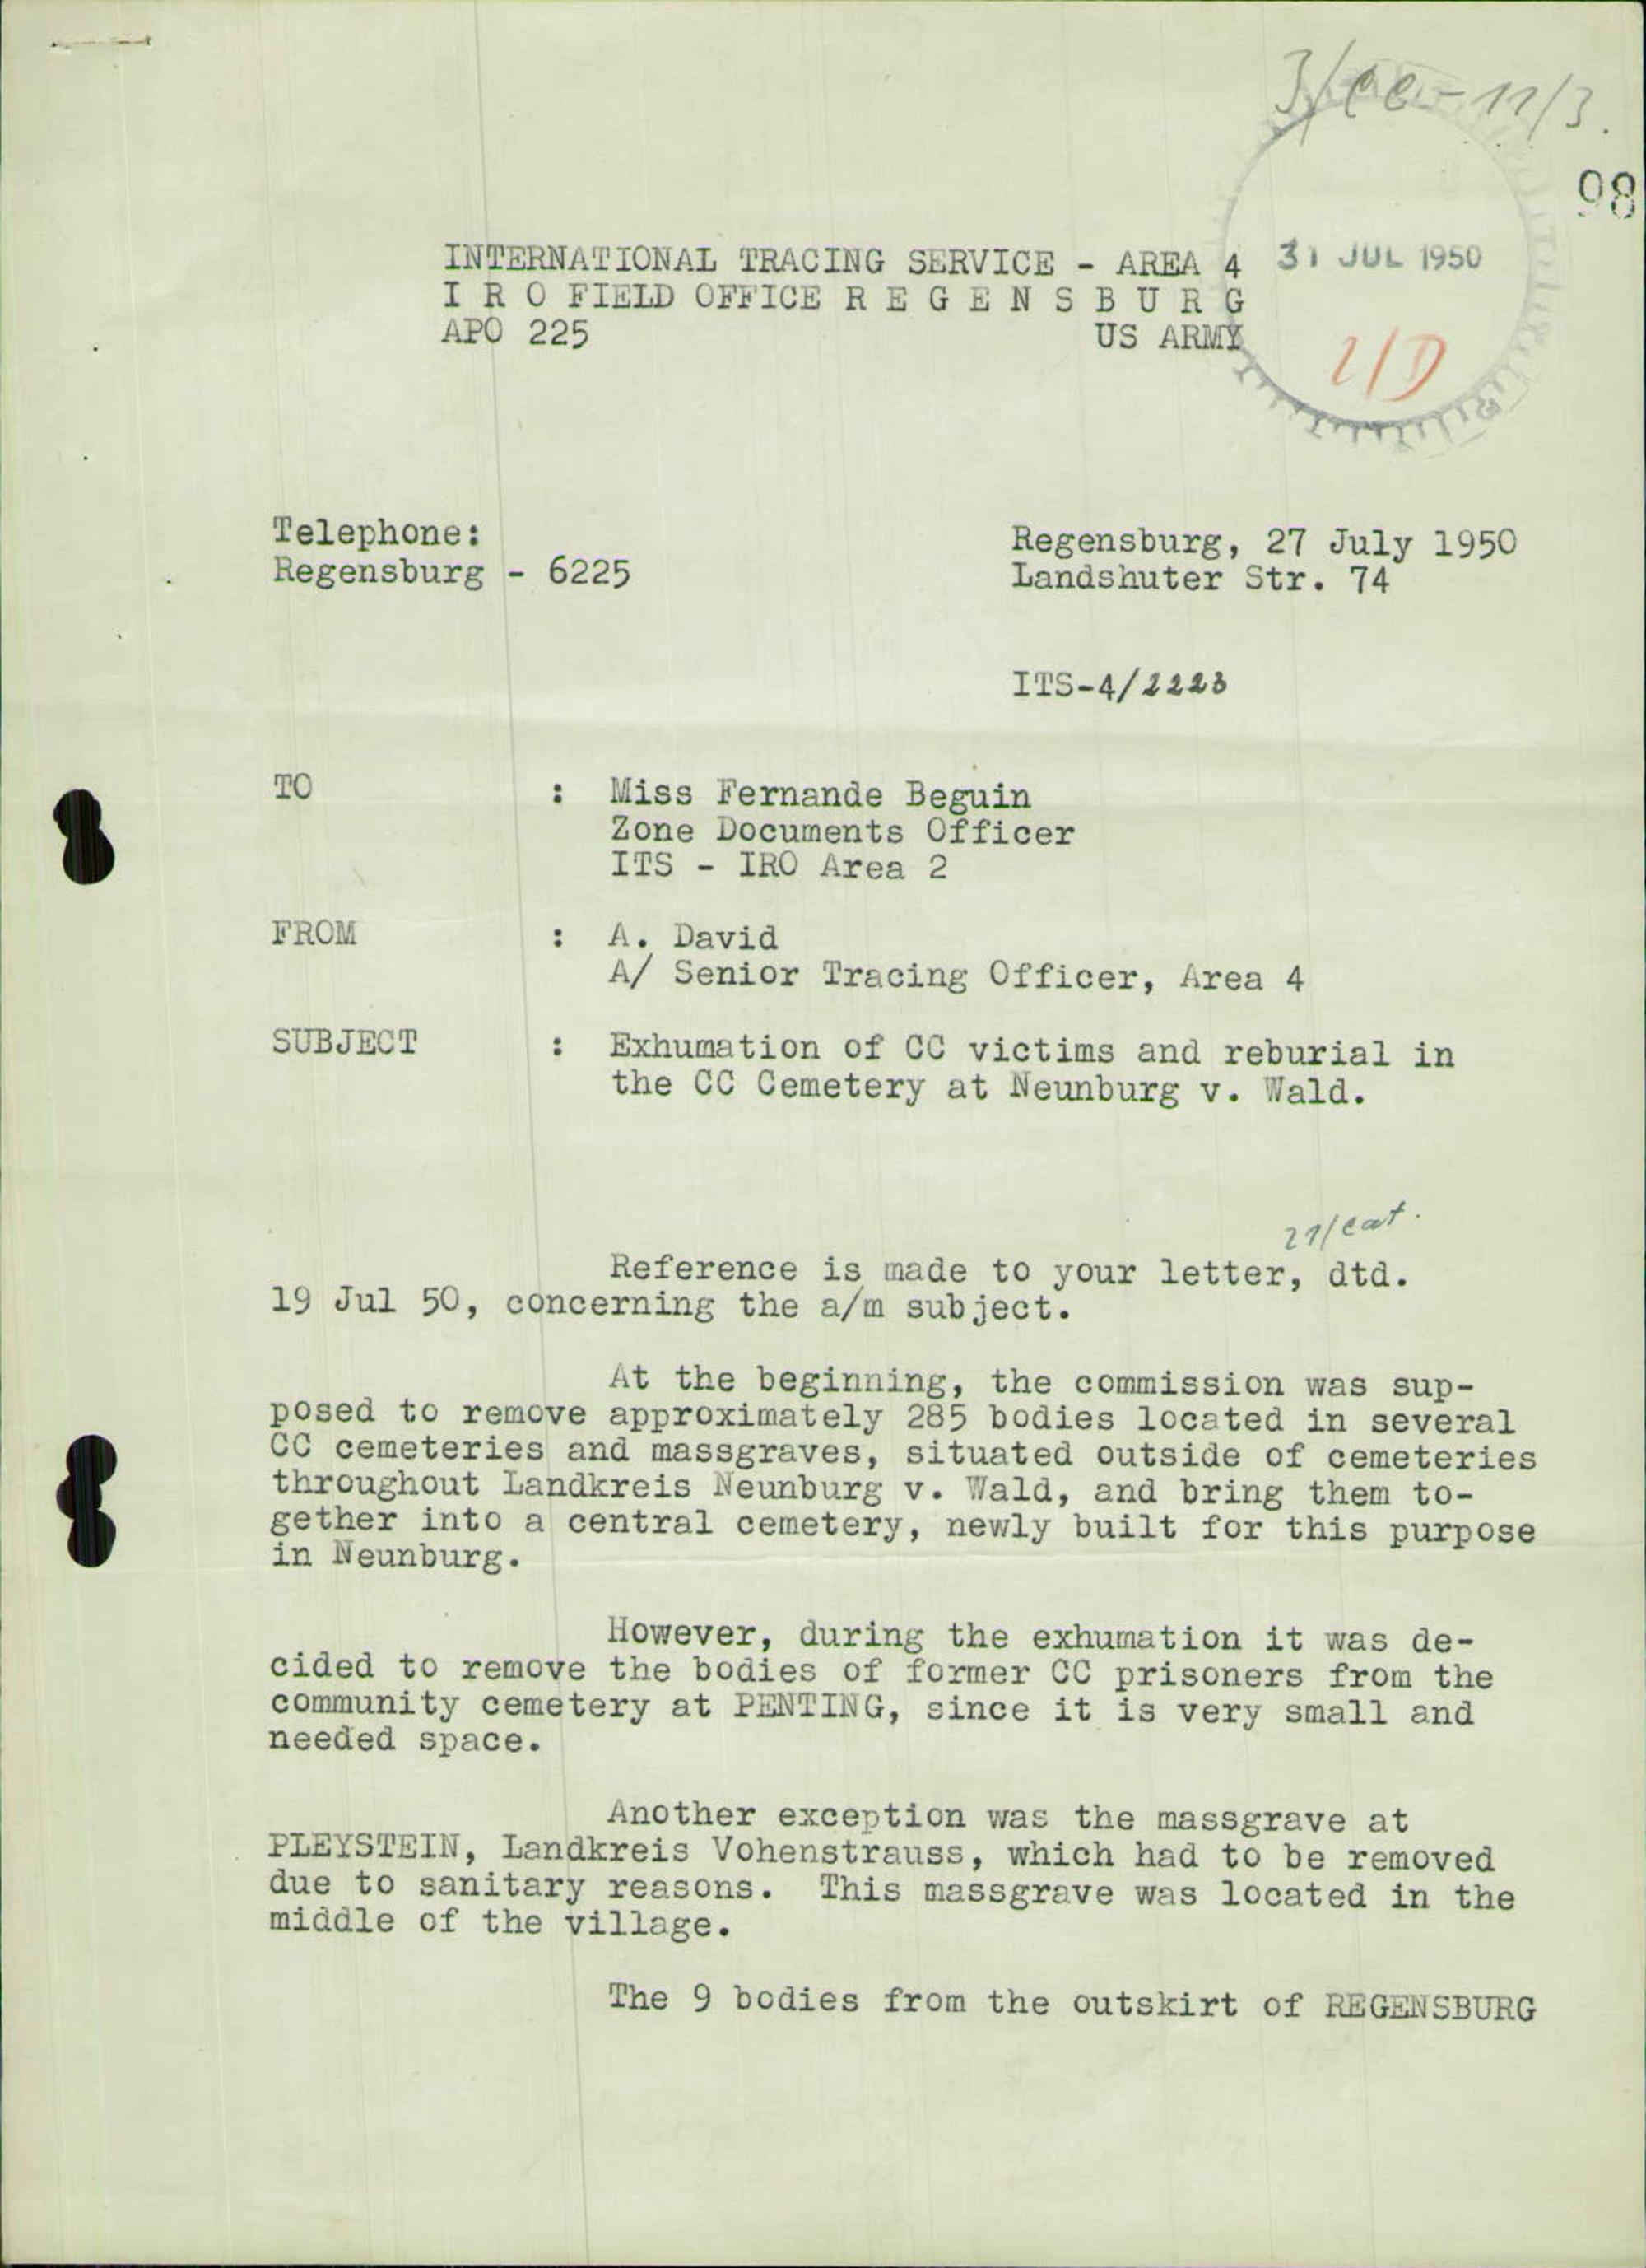 3/CC-11/3.
98
INTERNATIONAL TRACING SERVICE - AREA 4
31 JUL 1950
I R O FIELD OFFICE R E G E N S B U R G
APO 225 US ARMY
Telephone:
Regensburg - 6225
Regensburg, 27 July 1950
Landshuter Str. 74
ITS-4/2223
TO : Miss Fernande Beguin
Zone Documents Officer
ITS - IRO Area 2
FROM : A. David
A/ Senior Tracing Officer, Area 4
SUBJECT : Exhumation of CC victims and reburial in
the CC Cemetery at Neunburg v. Wald.
Reference is made to your letter, dtd.
19 Jul 50, concerning the a/m subject.
At the beginning, the commission was sup-
posed to remove approximately 285 bodies located in several
CC cemeteries and massgraves, situated outside of cemeteries
throughout Landkreis Neunburg v. Wald, and bring them to-
gether into a central cemetery, newly built for this purpose
in Neunburg.
However, during the exhumation it was de-
cided to remove the bodies of former CC prisoners from the
community cemetery at PENTING, since it is very small and
needed space.
Another exception was the massgrave at
PLEYSTEIN, Landkreis Vohenstrauss, which had to be removed
due to sanitary reasons. This massgrave was located in the
middle of the village.
The 9 bodies from the outskirt of REGENSBURG